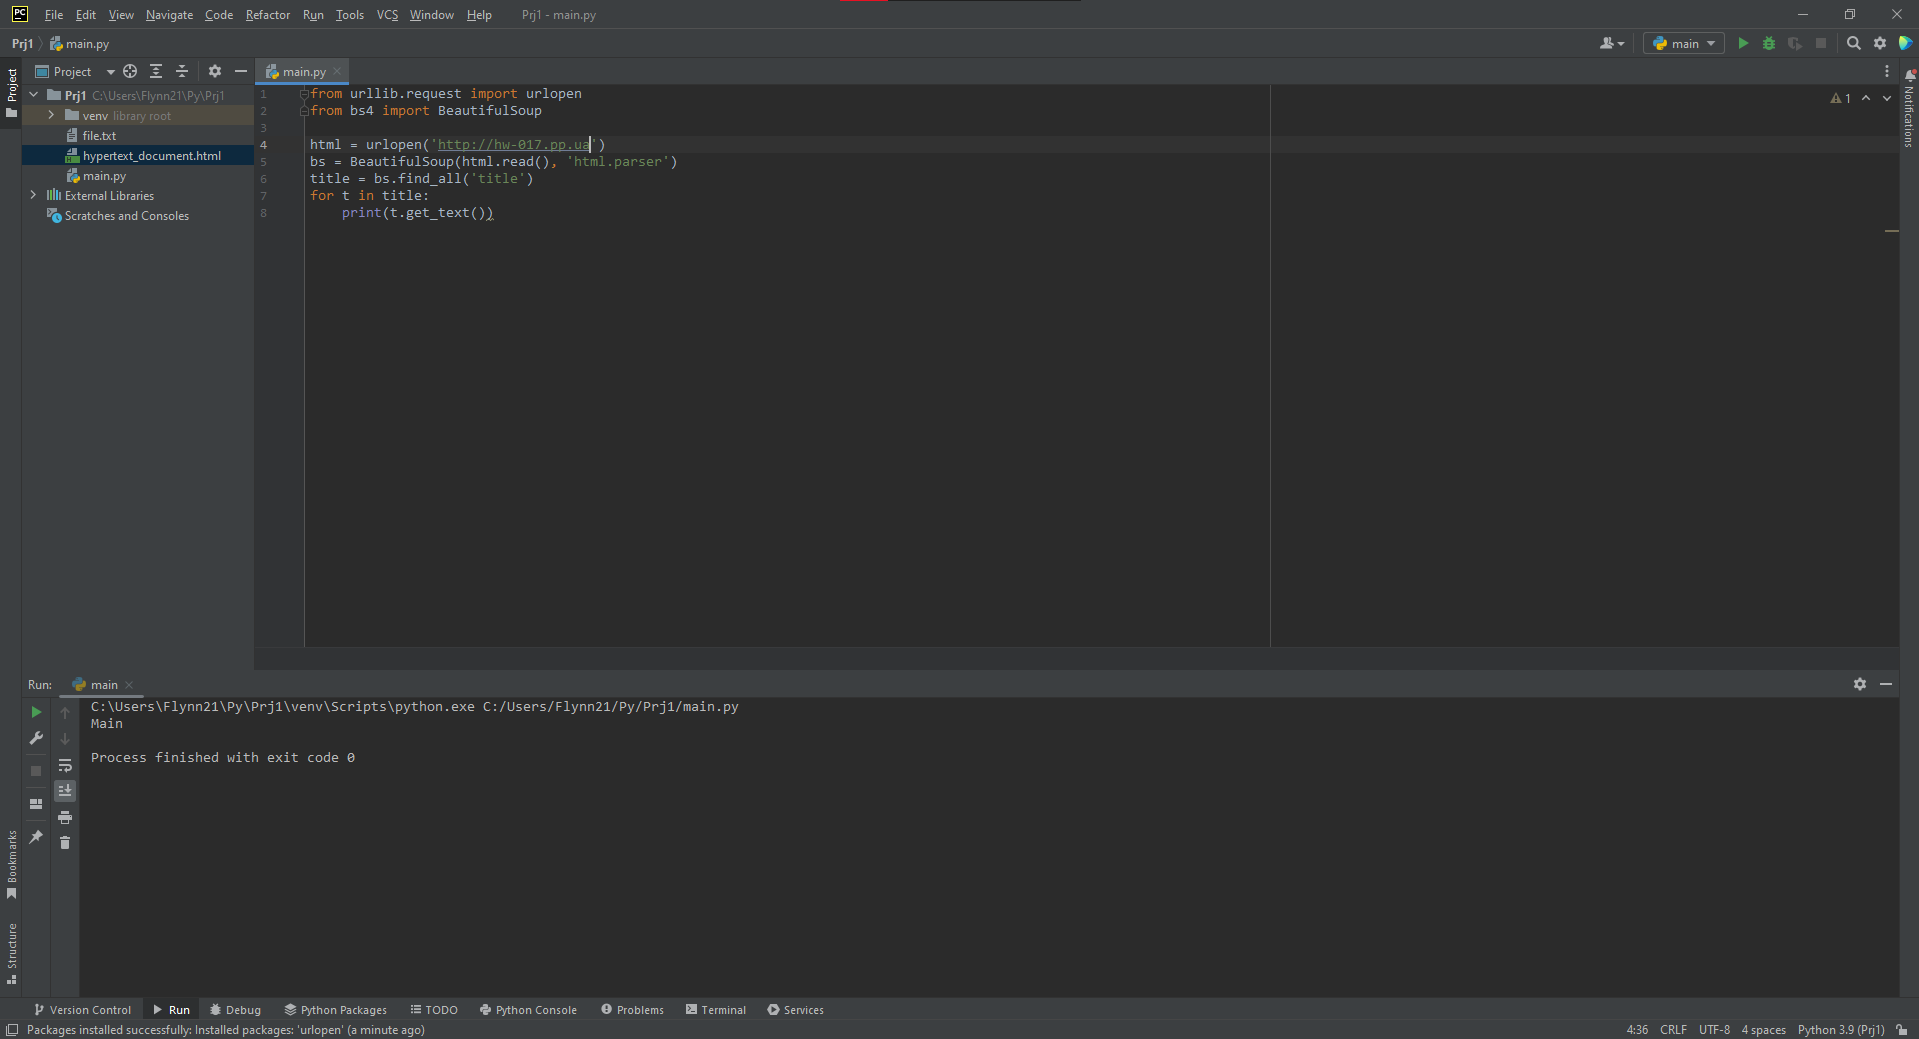 PC File Edit View Navigate Code Refactor Run Tools VCS Window Help Prj1 - main.py
Prj1 main.py main
Project main.py
Project
Prj1 C:\Users\Flynn21\Py\Prj1
venv library root
file.txt
hypertext_document.html
main.py
External Libraries
Scratches and Consoles
1 from urllib.request import urlopen
2 from bs4 import BeautifulSoup
3
4 html = urlopen('http://hw-017.pp.ua')
5 bs = BeautifulSoup(html.read(), 'html.parser')
6 title = bs.find_all('title')
7 for t in title:
8 print(t.get_text())
1
Notifications
Run: main
C:\Users\Flynn21\Py\Prj1\venv\Scripts\python.exe C:/Users/Flynn21/Py/Prj1/main.py
Main
Process finished with exit code 0
Bookmarks
Structure
Version Control Run Debug Python Packages TODO Python Console Problems Terminal Services
Packages installed successfully: Installed packages: 'urlopen' (a minute ago) 4:36 CRLF UTF-8 4 spaces Python 3.9 (Prj1)